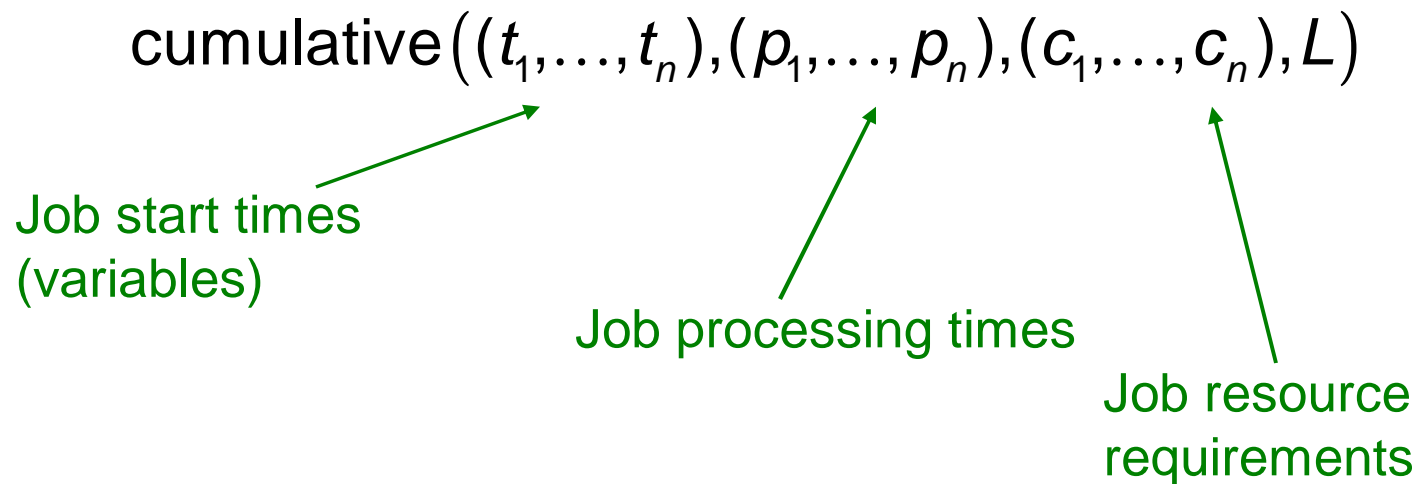 cumulative((t₁,…,tₙ),(p₁,…,pₙ),(c₁,…,cₙ),L)
Job start times
(variables)
Job processing times
Job resource
requirements